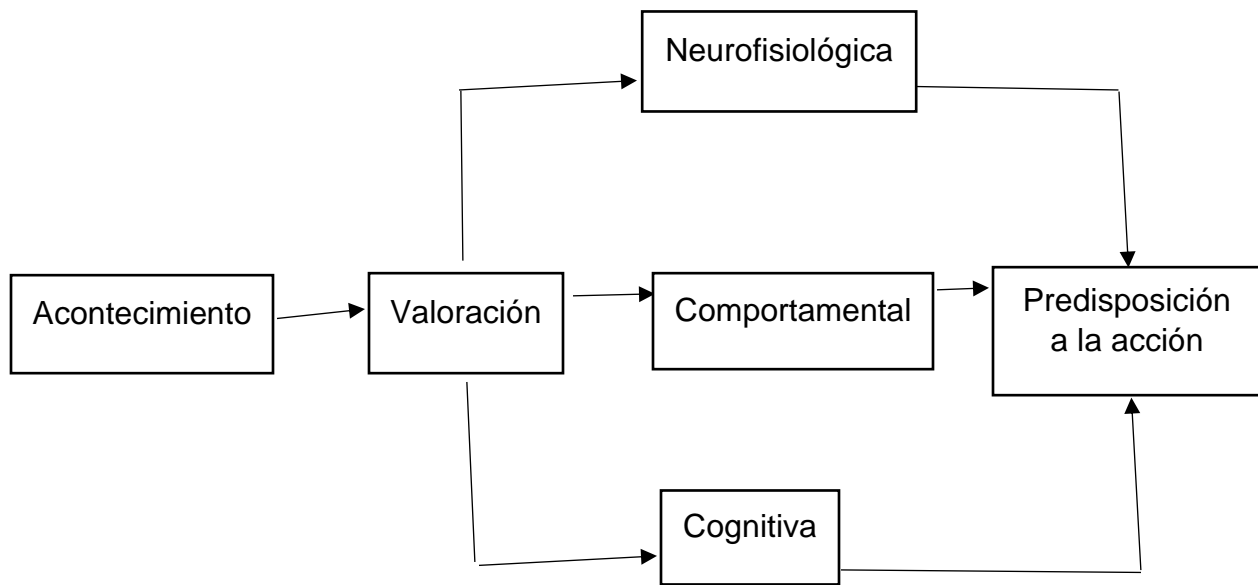 Neurofisiológica
Acontecimiento
Valoración
Comportamental
Predisposición
a la acción
Cognitiva